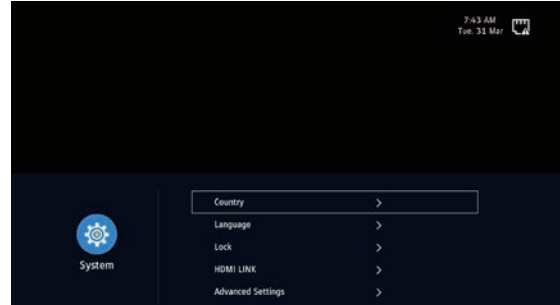 7:43 AM
Tue. 31 Mar
Country
Language
Lock
HDMI LINK
Advanced Settings
System